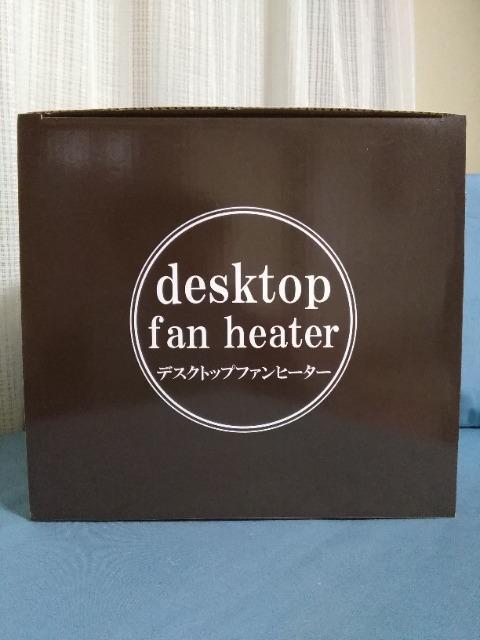 desktop
fan heater
デスクトップファンヒーター